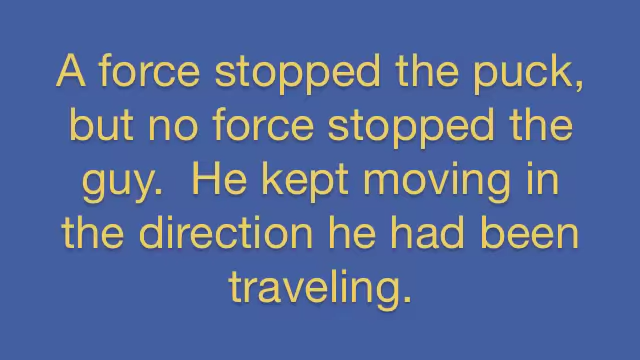 A force stopped the puck,
but no force stopped the
guy.  He kept moving in
the direction he had been
traveling.